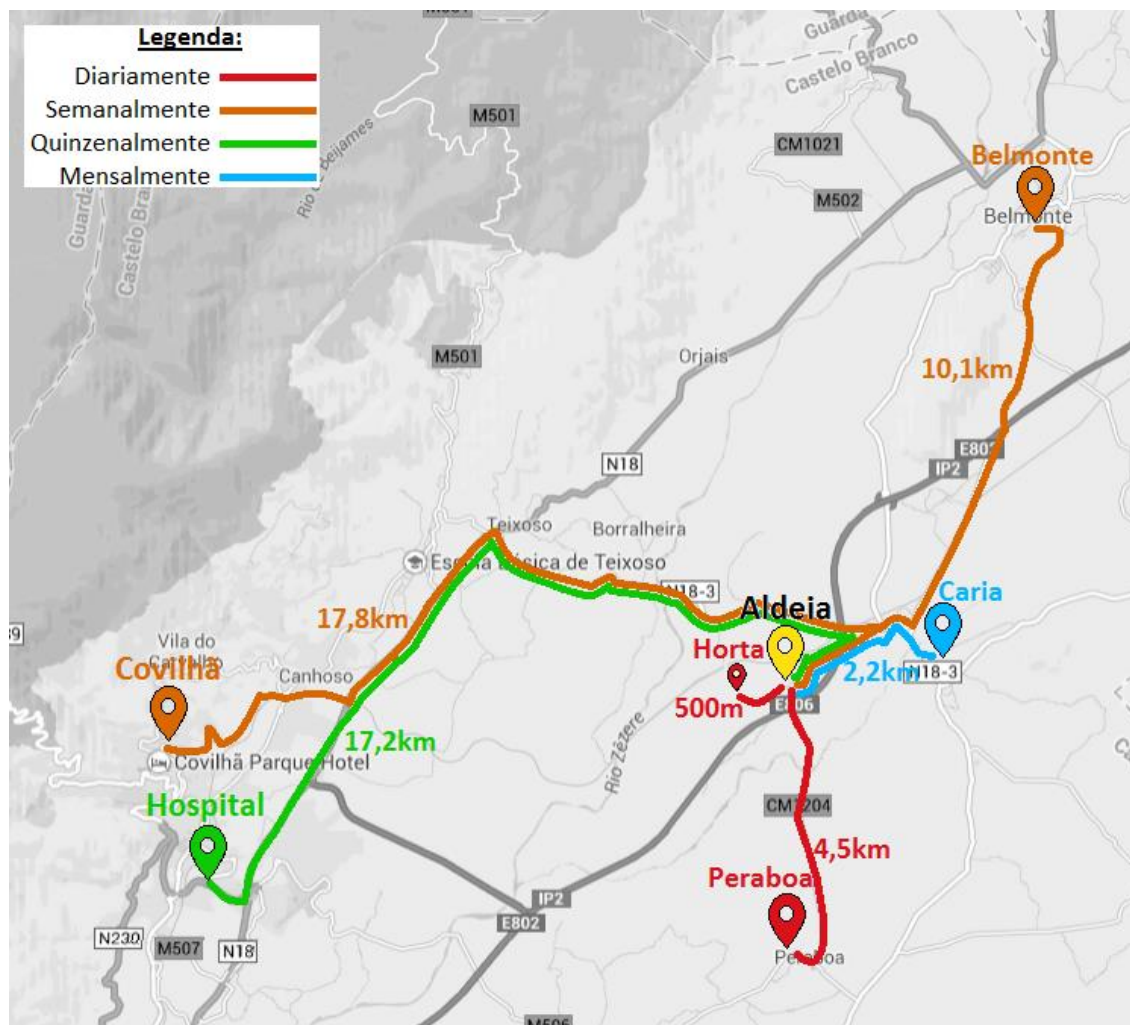 Legenda:
Diariamente
Semanalmente
Quinzenalmente
Mensalmente
Guarda
Castelo Branco
M501
CM1021
Belmonte
M502
Belmonte
Rio de Beijames
Guarda
Castelo Bra
M501
Orjais
10,1km
E802
IP2
N18
Teixoso
Borralheira
Escola Básica de Teixoso
N18-3
Aldeia
Caria
17,8km
Vila do
Carvalho
Covilhã
Canhoso
Horta
2,2km
N18-3
500m
E806
17,2km
Covilhã Parque Hotel
Rio Zêzere
Hospital
CM1204
4,5km
Peraboa
IP2
E802
N230
M507
N18
Peraboa
M506